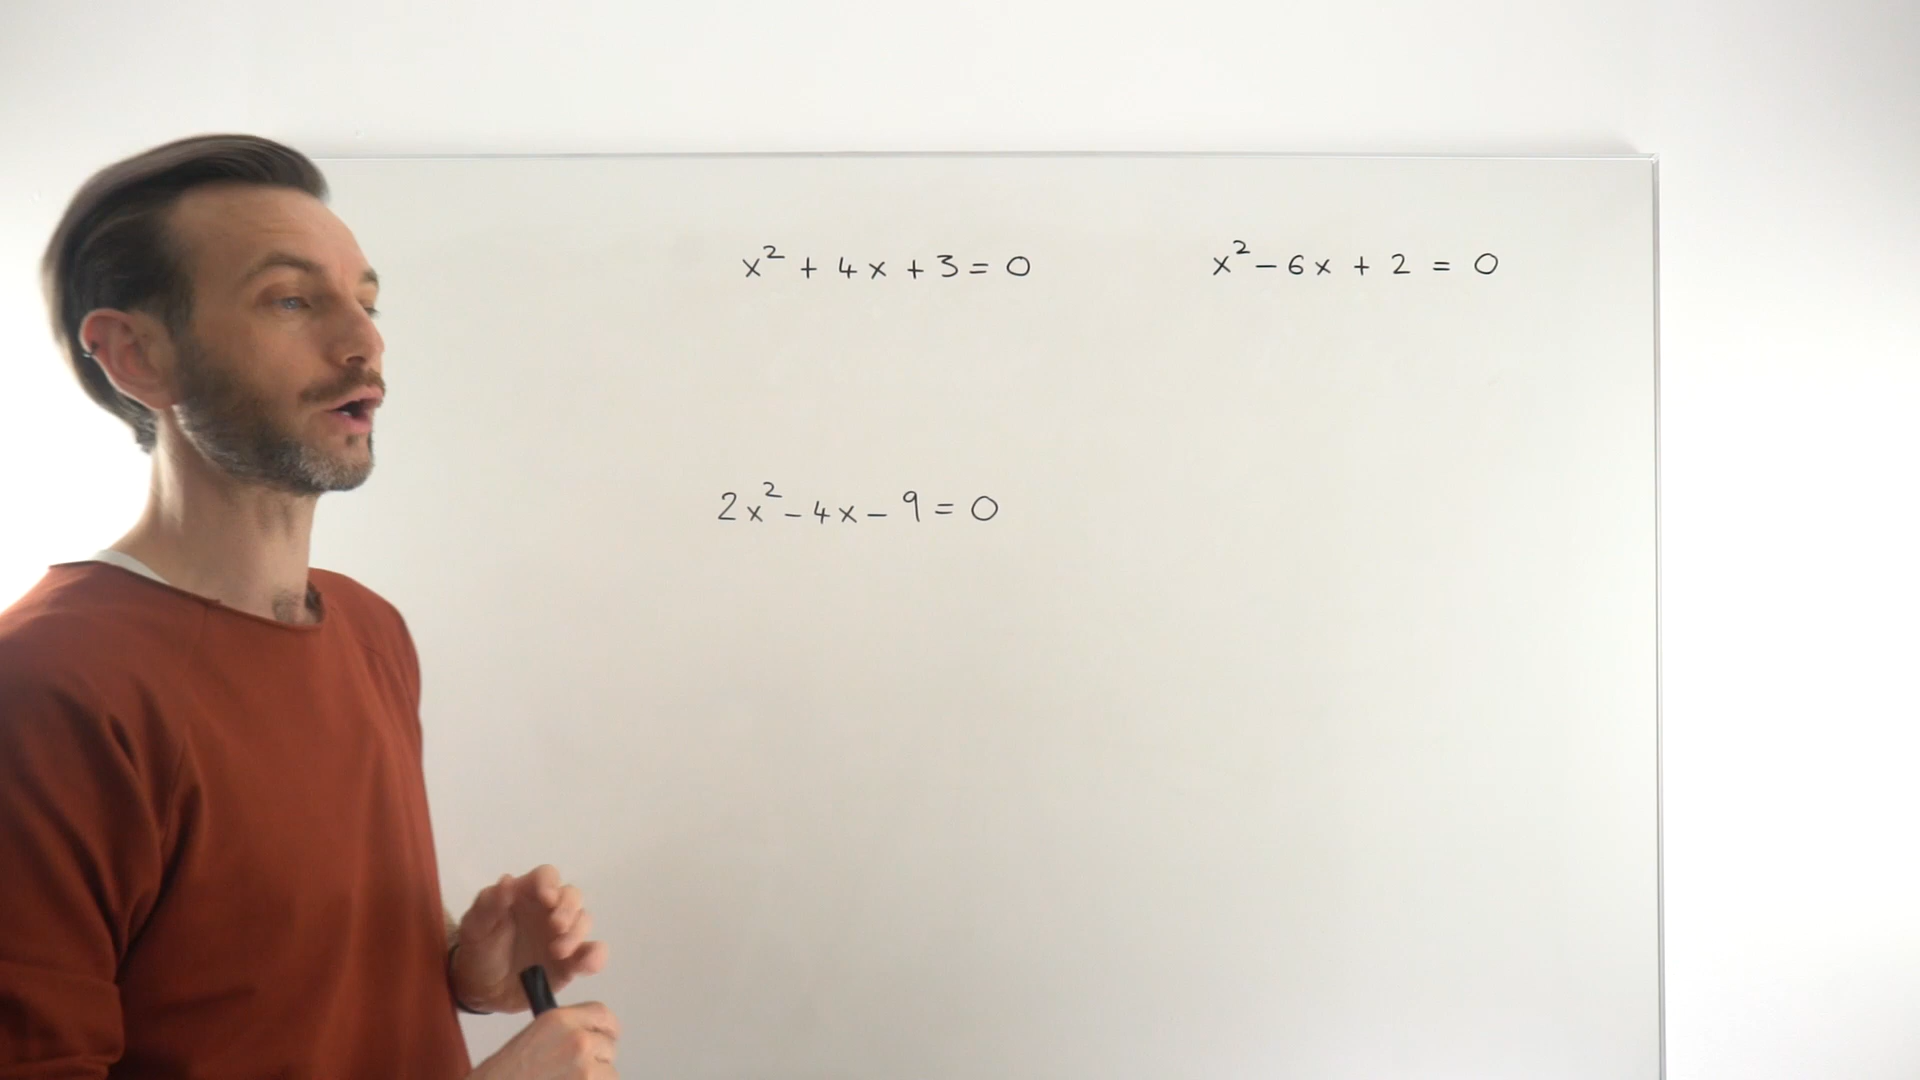 x² + 4x + 3 = 0
x² - 6x + 2 = 0
2x² - 4x - 9 = 0